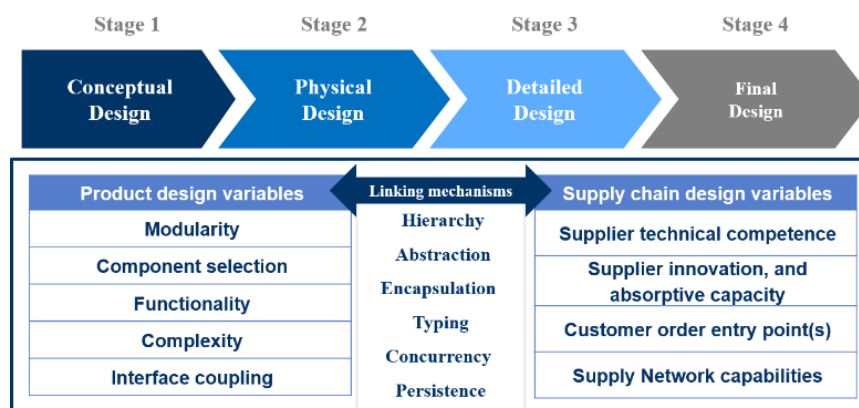 Stage 1
Stage 2
Stage 3
Stage 4
Conceptual
Design
Physical
Design
Detailed
Design
Final
Design
Product design variables
Modularity
Component selection
Functionality
Complexity
Interface coupling
Linking mechanisms
Hierarchy
Abstraction
Encapsulation
Typing
Concurrency
Persistence
Supply chain design variables
Supplier technical competence
Supplier innovation, and
absorptive capacity
Customer order entry point(s)
Supply Network capabilities